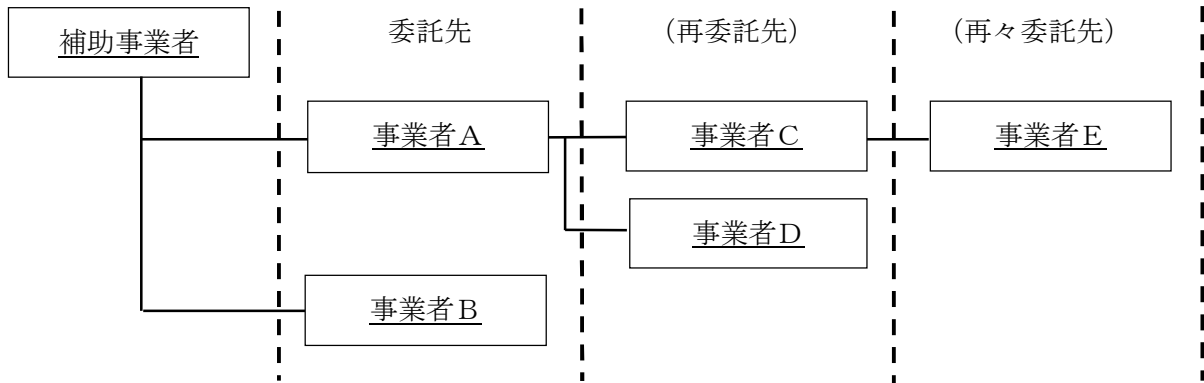 補助事業者
委託先
（再委託先）
（再々委託先）
事業者Ａ
事業者Ｃ
事業者Ｅ
事業者Ｄ
事業者Ｂ